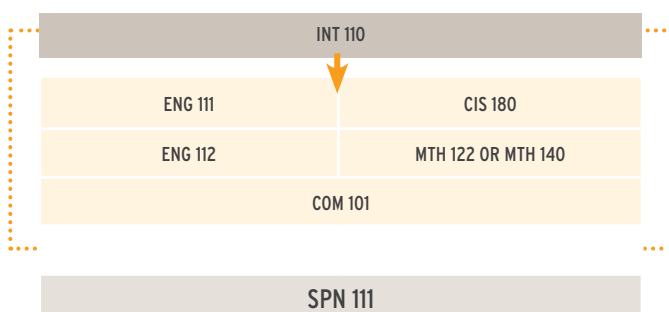 INT 110
ENG 111 CIS 180
ENG 112 MTH 122 OR MTH 140
COM 101
SPN 111